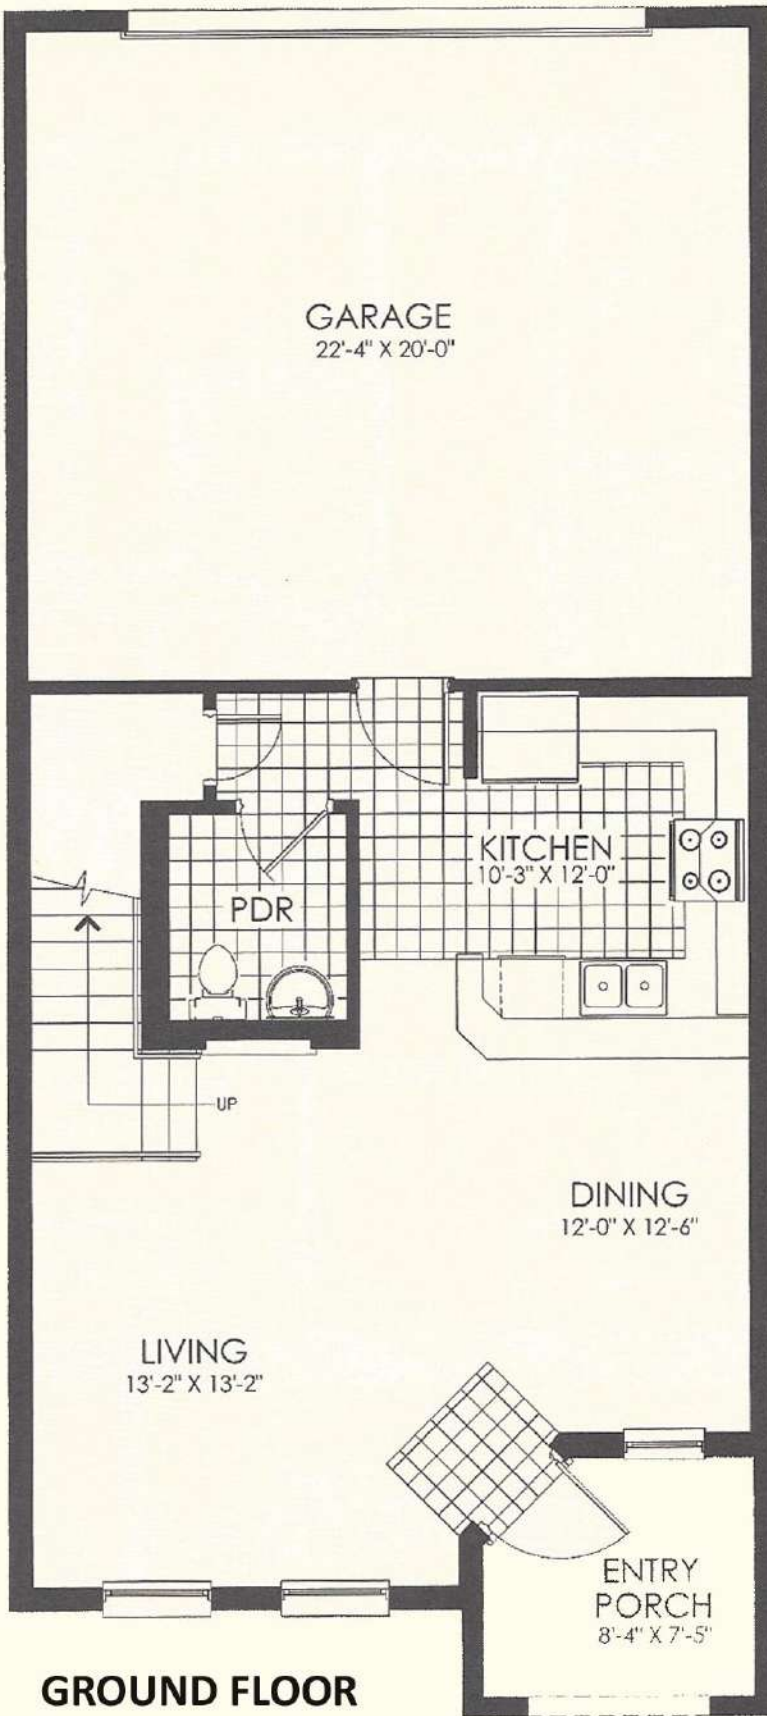 GARAGE
22'-4" X 20'-0"
KITCHEN
10'-3" X 12'-0"
PDR
UP
DINING
12'-0" X 12'-6"
LIVING
13'-2" X 13'-2"
ENTRY
PORCH
8'-4" X 7'-5"
GROUND FLOOR